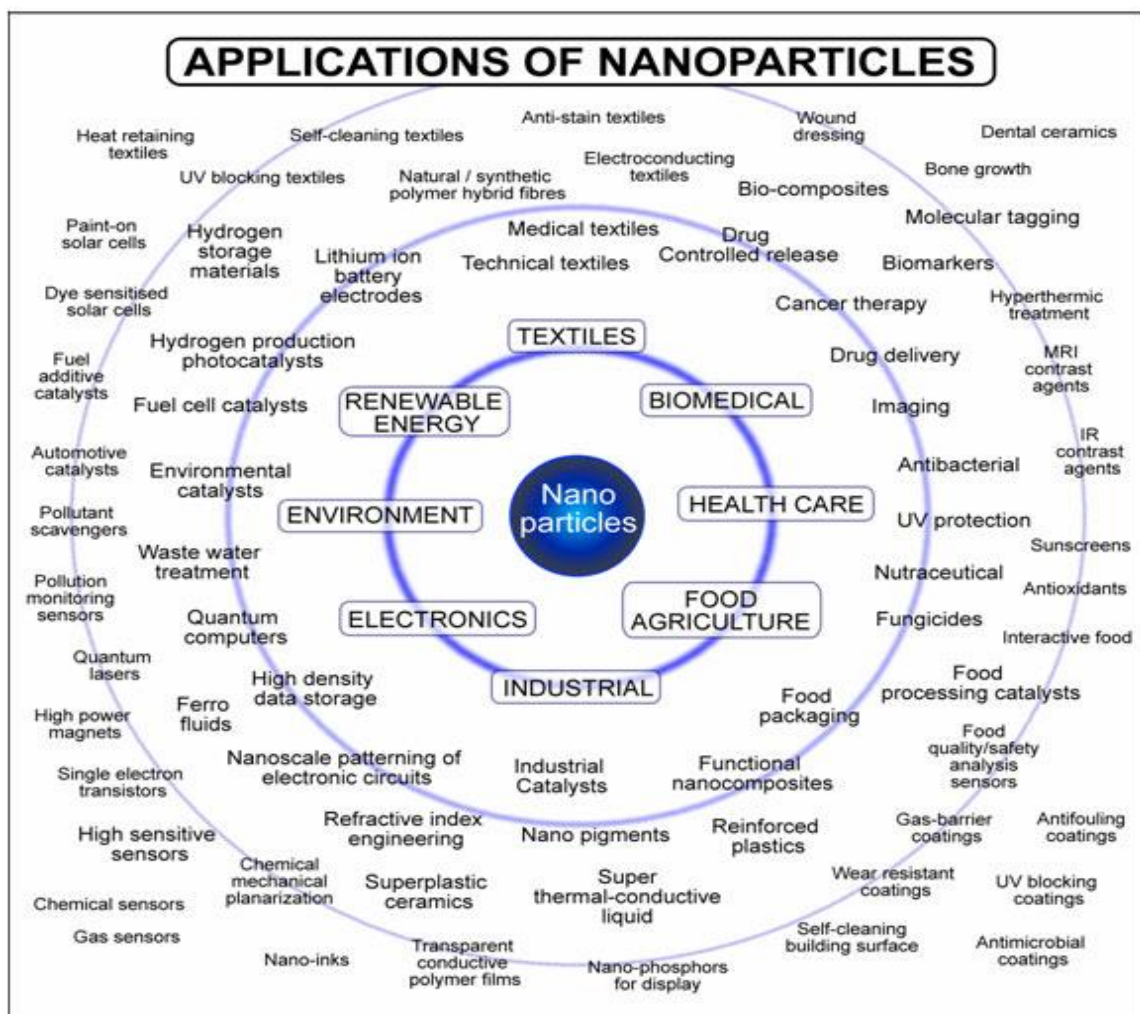 APPLICATIONS OF NANOPARTICLES
Heat retaining
textiles
Self-cleaning textiles
Anti-stain textiles
Wound
dressing
Dental ceramics
UV blocking textiles
Natural / synthetic
polymer hybrid fibres
Electroconducting
textiles
Bio-composites
Bone growth
Paint-on
solar cells
Hydrogen
storage
materials
Lithium ion
battery
electrodes
Medical textiles
Technical textiles
Drug
Controlled release
Molecular tagging
Biomarkers
Dye sensitised
solar cells
Cancer therapy
Hyperthermic
treatment
Hydrogen production
photocatalysts
TEXTILES
Drug delivery
MRI
contrast
agents
Fuel
additive
catalysts
Fuel cell catalysts
RENEWABLE
ENERGY
BIOMEDICAL
Imaging
IR
contrast
agents
Automotive
catalysts
Environmental
catalysts
Antibacterial
Pollutant
scavengers
ENVIRONMENT
Nano
particles
HEALTH CARE
UV protection
Sunscreens
Waste water
treatment
Nutraceutical
Pollution
monitoring
sensors
Antioxidants
Quantum
computers
ELECTRONICS
FOOD
AGRICULTURE
Fungicides
Interactive food
Quantum
lasers
High density
data storage
INDUSTRIAL
Food
processing catalysts
High power
magnets
Ferro
fluids
Food
packaging
Food
quality/safety
analysis
sensors
Single electron
transistors
Nanoscale patterning of
electronic circuits
Industrial
Catalysts
Functional
nanocomposites
High sensitive
sensors
Refractive index
engineering
Nano pigments
Reinforced
plastics
Gas-barrier
coatings
Antifouling
coatings
Chemical
mechanical
planarization
Superplastic
ceramics
Super
thermal-conductive
liquid
Wear resistant
coatings
UV blocking
coatings
Chemical sensors
Gas sensors
Nano-inks
Transparent
conductive
polymer films
Nano-phosphors
for display
Self-cleaning
building surface
Antimicrobial
coatings